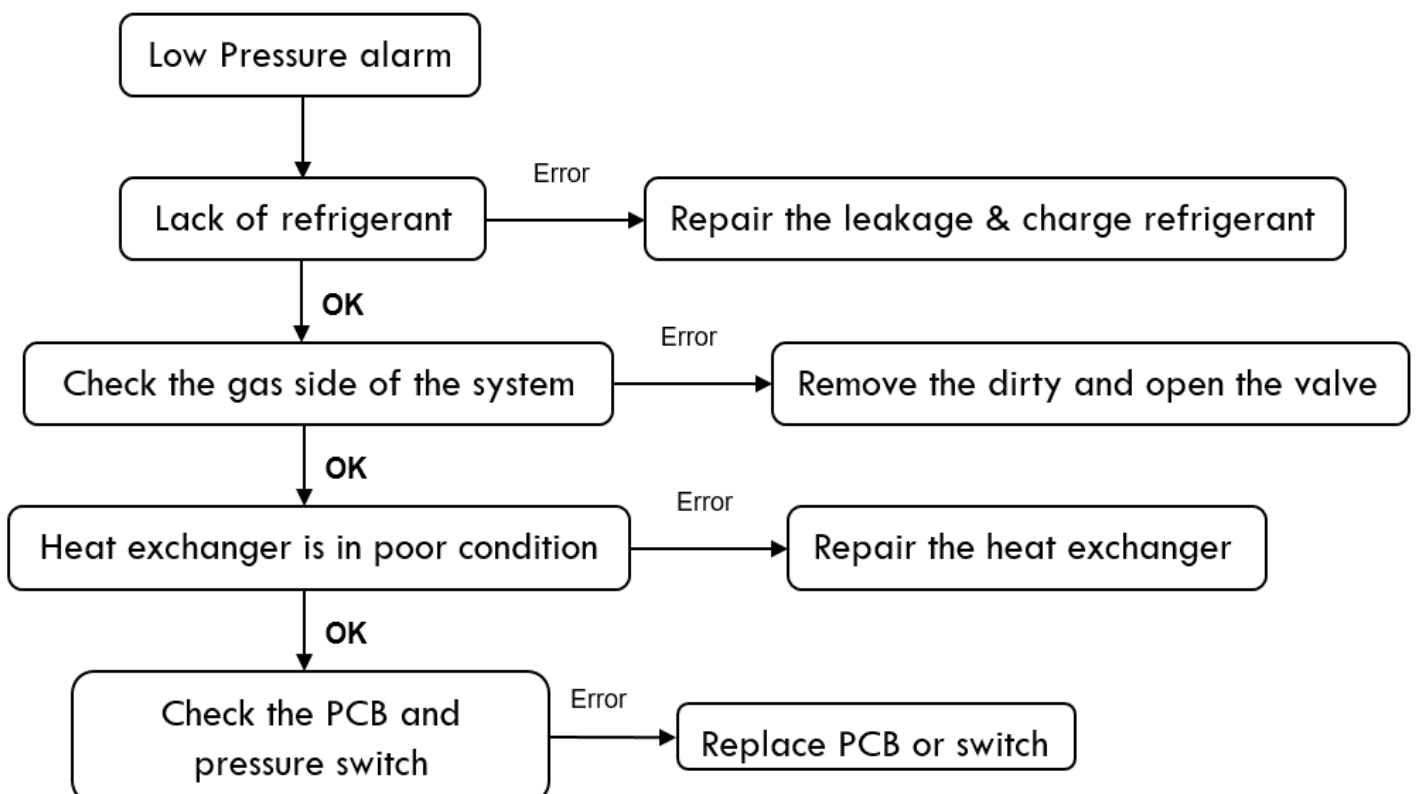 Low Pressure alarm
Error
Lack of refrigerant
Repair the leakage & charge refrigerant
OK
Error
Check the gas side of the system
Remove the dirty and open the valve
OK
Error
Heat exchanger is in poor condition
Repair the heat exchanger
OK
Error
Check the PCB and
pressure switch
Replace PCB or switch